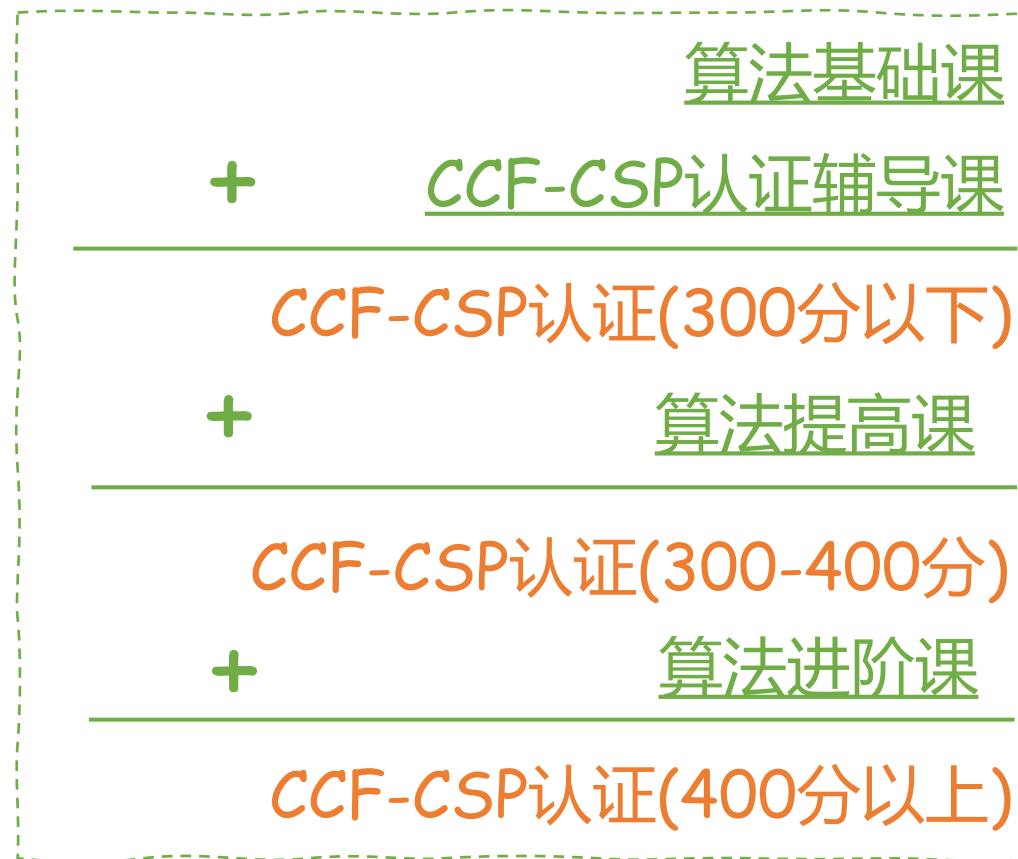 算法基础课
+ CCF-CSP认证辅导课
CCF-CSP认证(300分以下)
+ 算法提高课
CCF-CSP认证(300-400分)
+ 算法进阶课
CCF-CSP认证(400分以上)